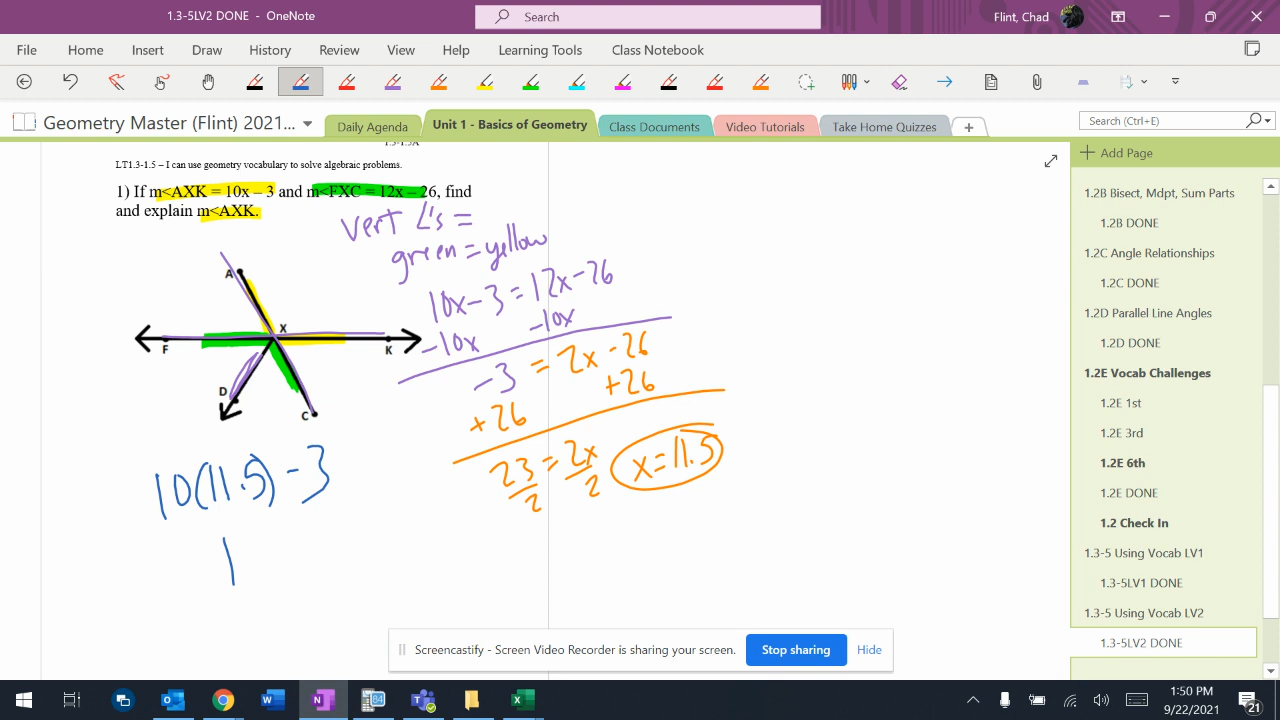 1.3-5LV2 DONE - OneNote
Search
Flint, Chad
File Home Insert Draw History Review View Help Learning Tools Class Notebook
Geometry Master (Flint) 2021...
Daily Agenda
Unit 1 - Basics of Geometry
Class Documents
Video Tutorials
Take Home Quizzes
Search (Ctrl+E)
Add Page
LT1.3-1.5 – I can use geometry vocabulary to solve algebraic problems.
1) If m<AXK = 10x – 3 and m<FXC = 12x – 26, find
and explain m<AXK.
vert ∠'s =
green = yellow
10x - 3 = 12x - 26
-10x -10x
-3 = 2x - 26
+26 +26
23 = 2x
2 2
x = 11.5
A
X
F
K
D
C
10(11.5) - 3
1
1.2B Bisect, Mdpt, Sum Parts
1.2B DONE
1.2C Angle Relationships
1.2C DONE
1.2D Parallel Line Angles
1.2D DONE
1.2E Vocab Challenges
1.2E 1st
1.2E 3rd
1.2E 6th
1.2E DONE
1.2 Check In
1.3-5 Using Vocab LV1
1.3-5LV1 DONE
1.3-5 Using Vocab LV2
1.3-5LV2 DONE
Screencastify - Screen Video Recorder is sharing your screen.
Stop sharing
Hide
1:50 PM
9/22/2021
21